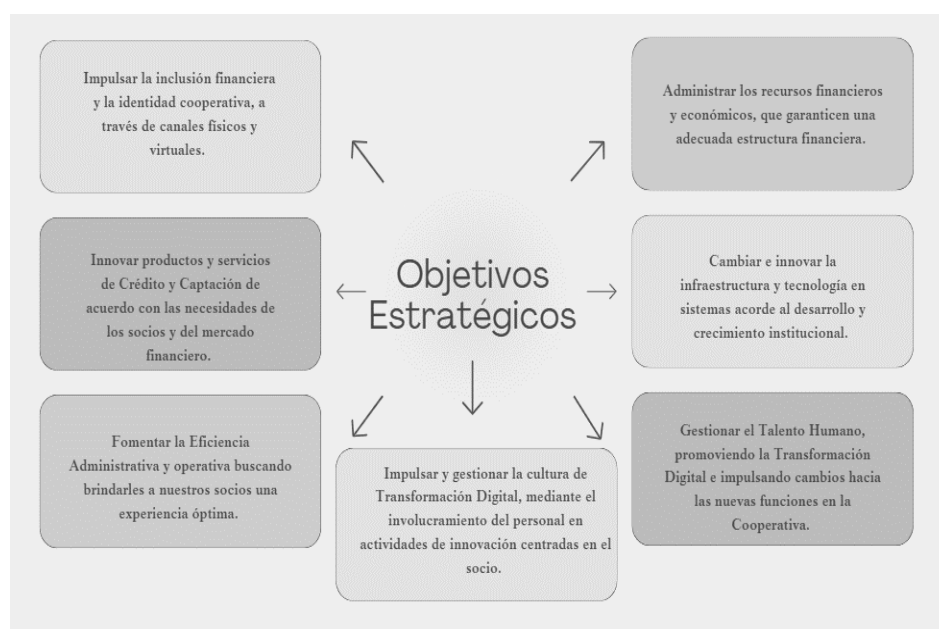 Impulsar la inclusión financiera
y la identidad cooperativa, a
través de canales físicos y
virtuales.
Administrar los recursos financieros
y económicos, que garanticen una
adecuada estructura financiera.
Innovar productos y servicios
de Crédito y Captación de
acuerdo con las necesidades de
los socios y del mercado
financiero.
Objetivos
Estratégicos
Cambiar e innovar la
infraestructura y tecnología en
sistemas acorde al desarrollo y
crecimiento institucional.
Fomentar la Eficiencia
Administrativa y operativa buscando
brindarles a nuestros socios una
experiencia óptima.
Impulsar y gestionar la cultura de
Transformación Digital, mediante el
involucramiento del personal en
actividades de innovación centradas en el
socio.
Gestionar el Talento Humano,
promoviendo la Transformación
Digital e impulsando cambios hacia
las nuevas funciones en la
Cooperativa.